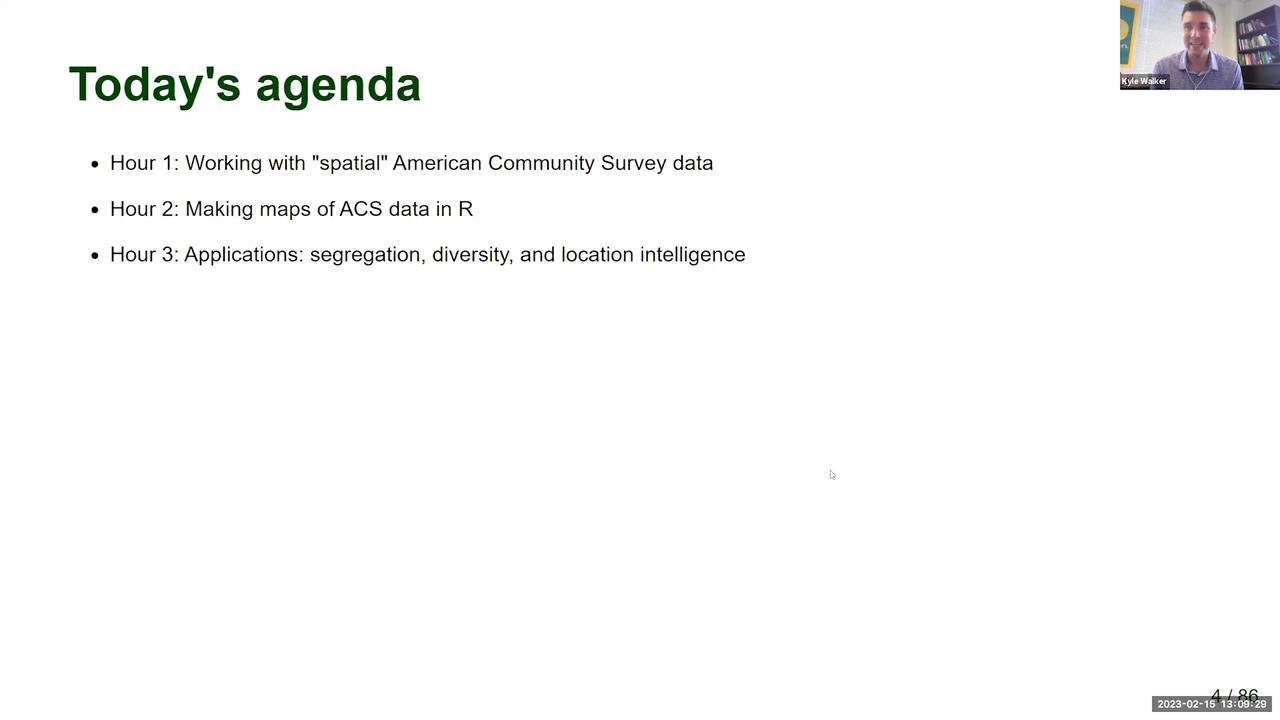 Today's agenda
Hour 1: Working with "spatial" American Community Survey data
Hour 2: Making maps of ACS data in R
Hour 3: Applications: segregation, diversity, and location intelligence
Kyle Walker
4 / 86
2023-02-15 13:09:29